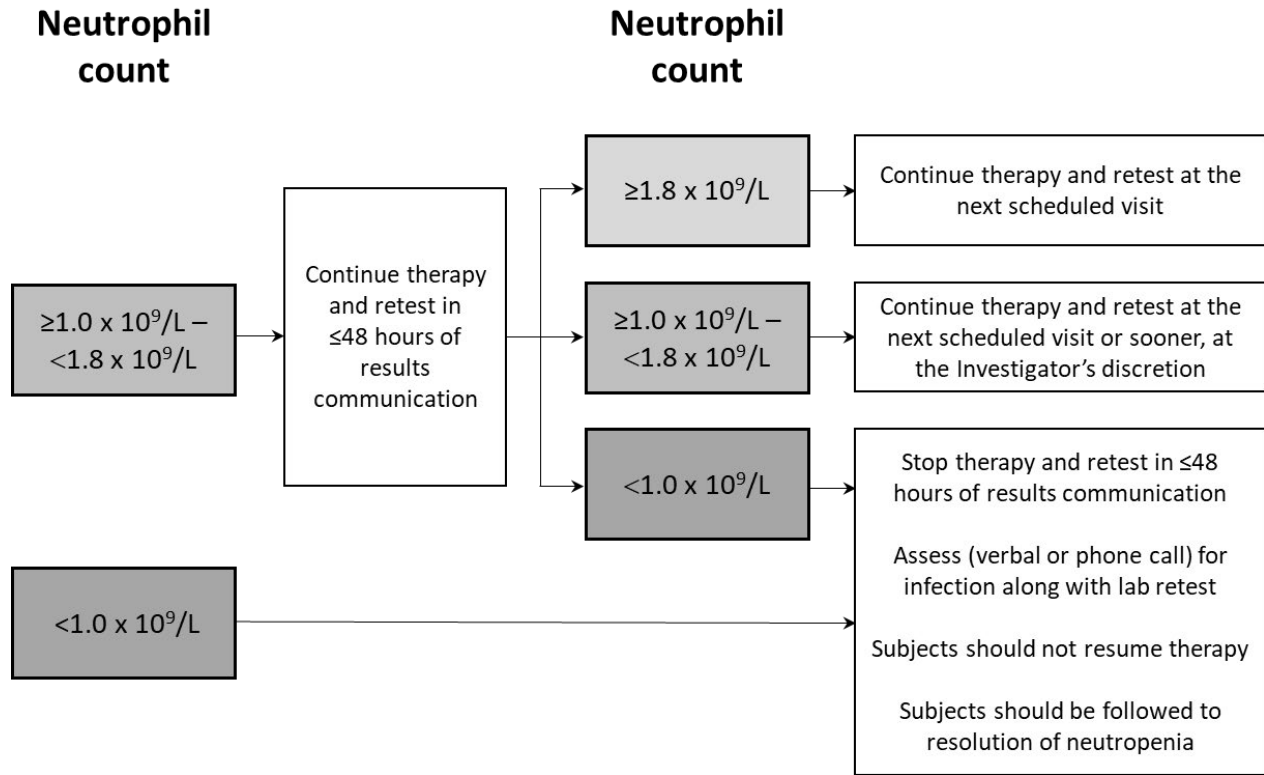 Neutrophil
count
Neutrophil
count
≥1.0 x 10⁹/L –
<1.8 x 10⁹/L
Continue therapy
and retest in
≤48 hours of
results
communication
≥1.8 x 10⁹/L
Continue therapy and retest at the
next scheduled visit
≥1.0 x 10⁹/L –
<1.8 x 10⁹/L
Continue therapy and retest at the
next scheduled visit or sooner, at
the Investigator’s discretion
<1.0 x 10⁹/L
Stop therapy and retest in ≤48
hours of results communication
Assess (verbal or phone call) for
infection along with lab retest
Subjects should not resume therapy
Subjects should be followed to
resolution of neutropenia
<1.0 x 10⁹/L